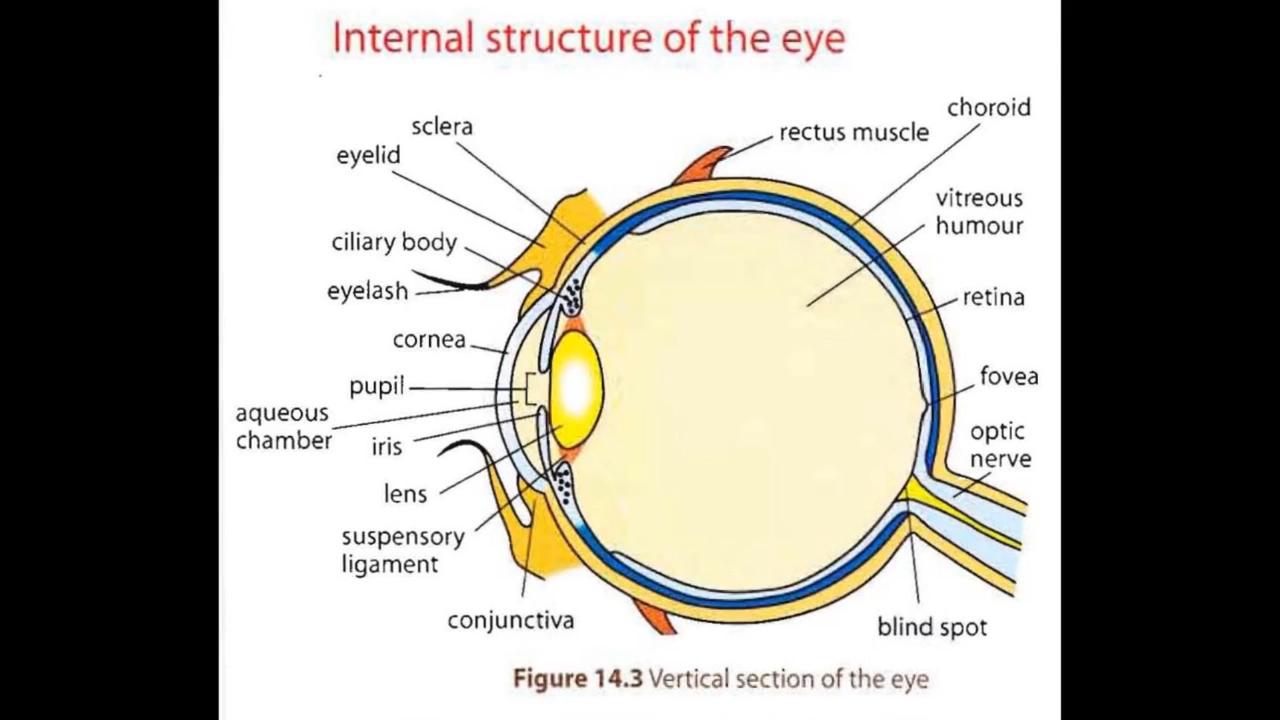 Internal structure of the eye
choroid
sclera
rectus muscle
eyelid
vitreous
humour
ciliary body
eyelash
retina
cornea
fovea
pupil
aqueous
chamber
iris
optic
nerve
lens
suspensory
ligament
conjunctiva
blind spot
Figure 14.3 Vertical section of the eye